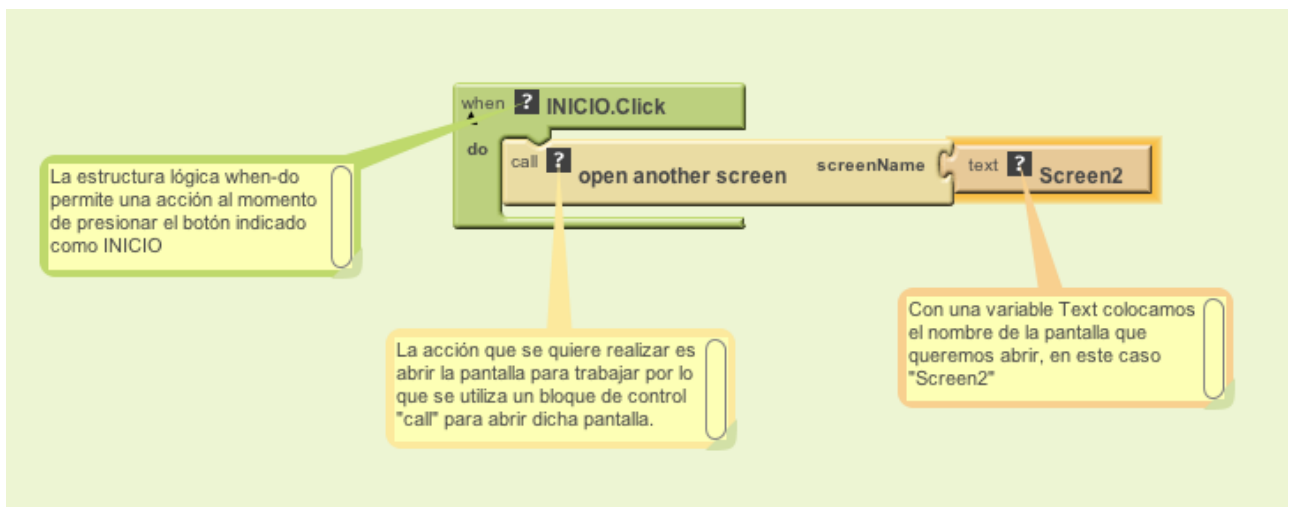 when ? INICIO.Click
do
call ? open another screen screenName text ? Screen2
La estructura lógica when-do
permite una acción al momento
de presionar el botón indicado
como INICIO
La acción que se quiere realizar es
abrir la pantalla para trabajar por lo
que se utiliza un bloque de control
"call" para abrir dicha pantalla.
Con una variable Text colocamos
el nombre de la pantalla que
queremos abrir, en este caso
"Screen2"